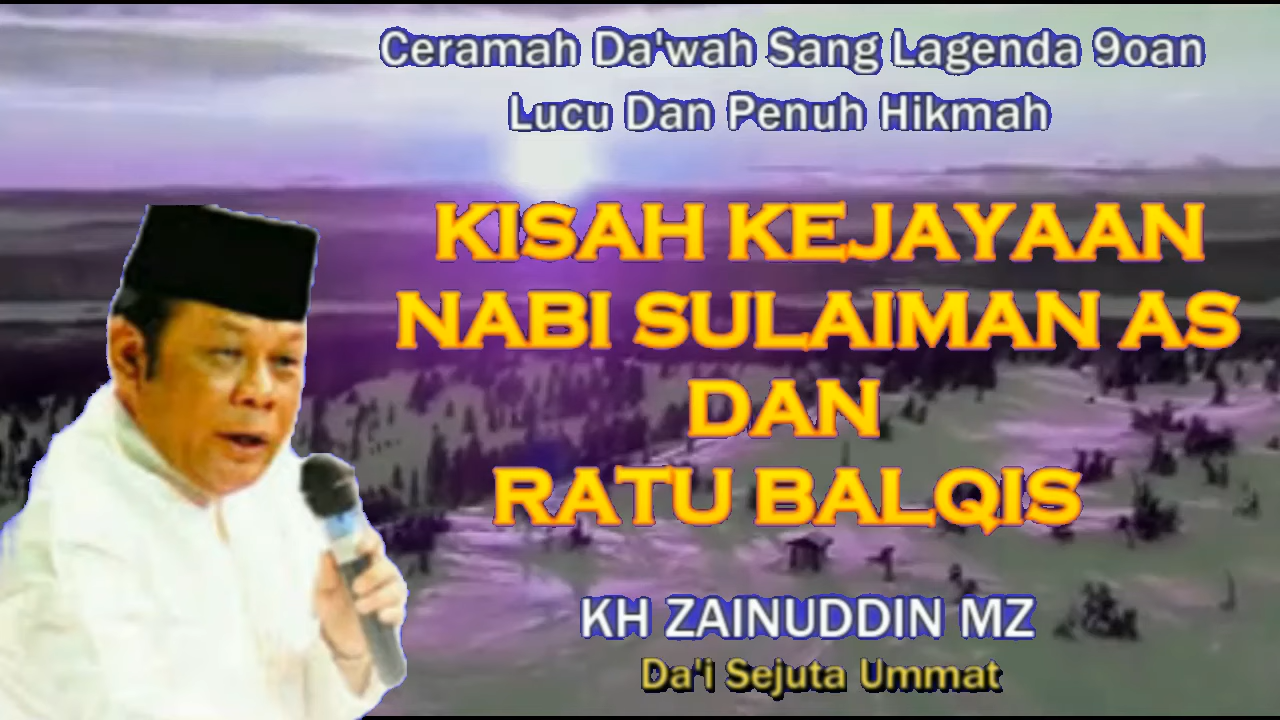 Ceramah Da'wah Sang Lagenda 9oan
Lucu Dan Penuh Hikmah
KISAH KEJAYAAN
NABI SULAIMAN AS
DAN
RATU BALQIS
KH ZAINUDDIN MZ
Da'i Sejuta Ummat